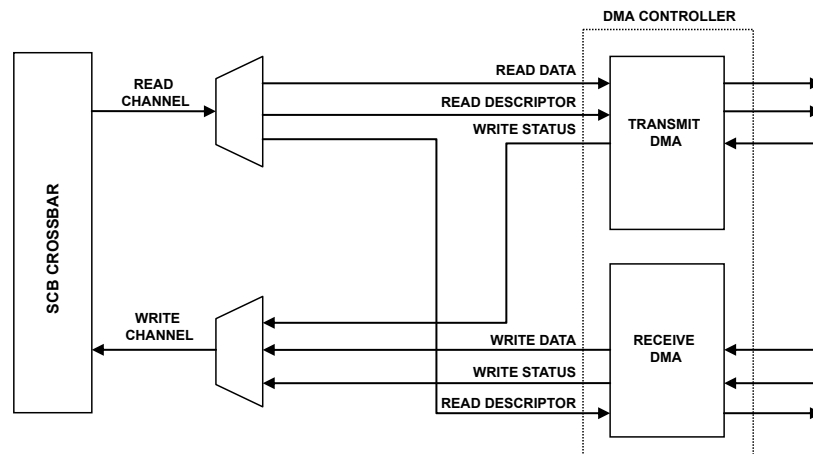 DMA CONTROLLER
READ
CHANNEL
READ DATA
READ DESCRIPTOR
WRITE STATUS
TRANSMIT
DMA
SCB CROSSBAR
WRITE
CHANNEL
WRITE DATA
WRITE STATUS
READ DESCRIPTOR
RECEIVE
DMA